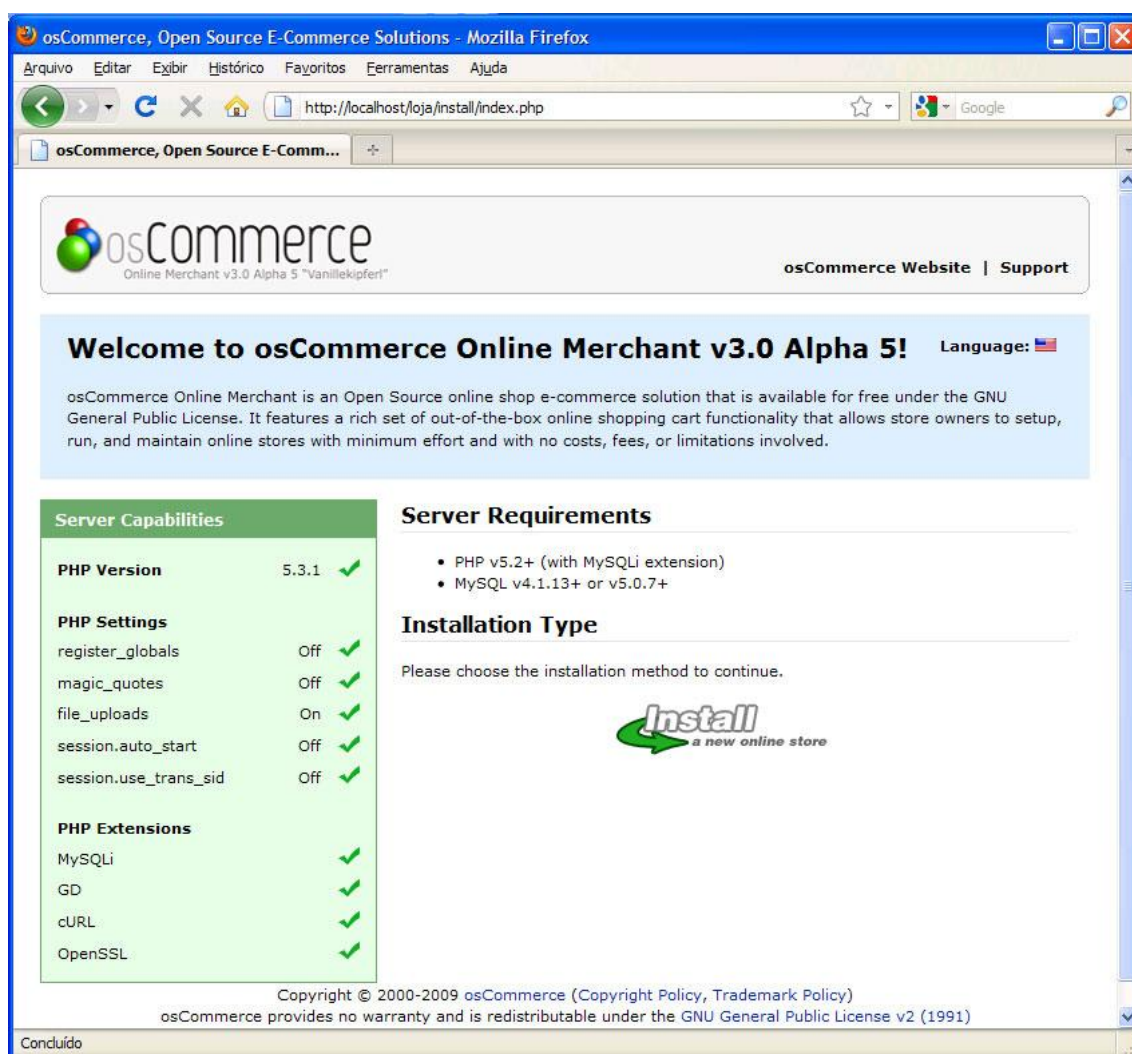 osCommerce, Open Source E-Commerce Solutions - Mozilla Firefox
Arquivo Editar Exibir Histórico Favoritos Ferramentas Ajuda
http://localhost/loja/install/index.php
Google
osCommerce, Open Source E-Comm...
osCommerce
Online Merchant v3.0 Alpha 5 "Vanillekipferl"
osCommerce Website | Support
Welcome to osCommerce Online Merchant v3.0 Alpha 5!
Language:
osCommerce Online Merchant is an Open Source online shop e-commerce solution that is available for free under the GNU
General Public License. It features a rich set of out-of-the-box online shopping cart functionality that allows store owners to setup,
run, and maintain online stores with minimum effort and with no costs, fees, or limitations involved.
Server Capabilities
PHP Version 5.3.1
PHP Settings
register_globals Off
magic_quotes Off
file_uploads On
session.auto_start Off
session.use_trans_sid Off
PHP Extensions
MySQLi
GD
cURL
OpenSSL
Server Requirements
• PHP v5.2+ (with MySQLi extension)
• MySQL v4.1.13+ or v5.0.7+
Installation Type
Please choose the installation method to continue.
Install
a new online store
Copyright © 2000-2009 osCommerce (Copyright Policy, Trademark Policy)
osCommerce provides no warranty and is redistributable under the GNU General Public License v2 (1991)
Concluído